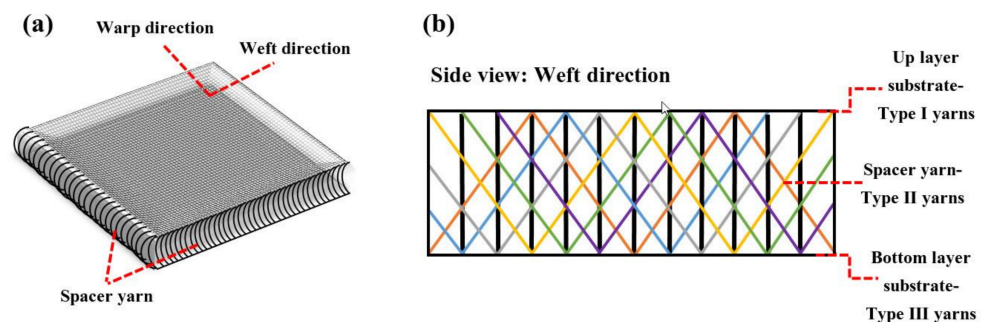 (a)
Warp direction
Weft direction
Spacer yarn
(b)
Side view: Weft direction
Up layer
substrate-
Type I yarns
Spacer yarn-
Type II yarns
Bottom layer
substrate-
Type III yarns